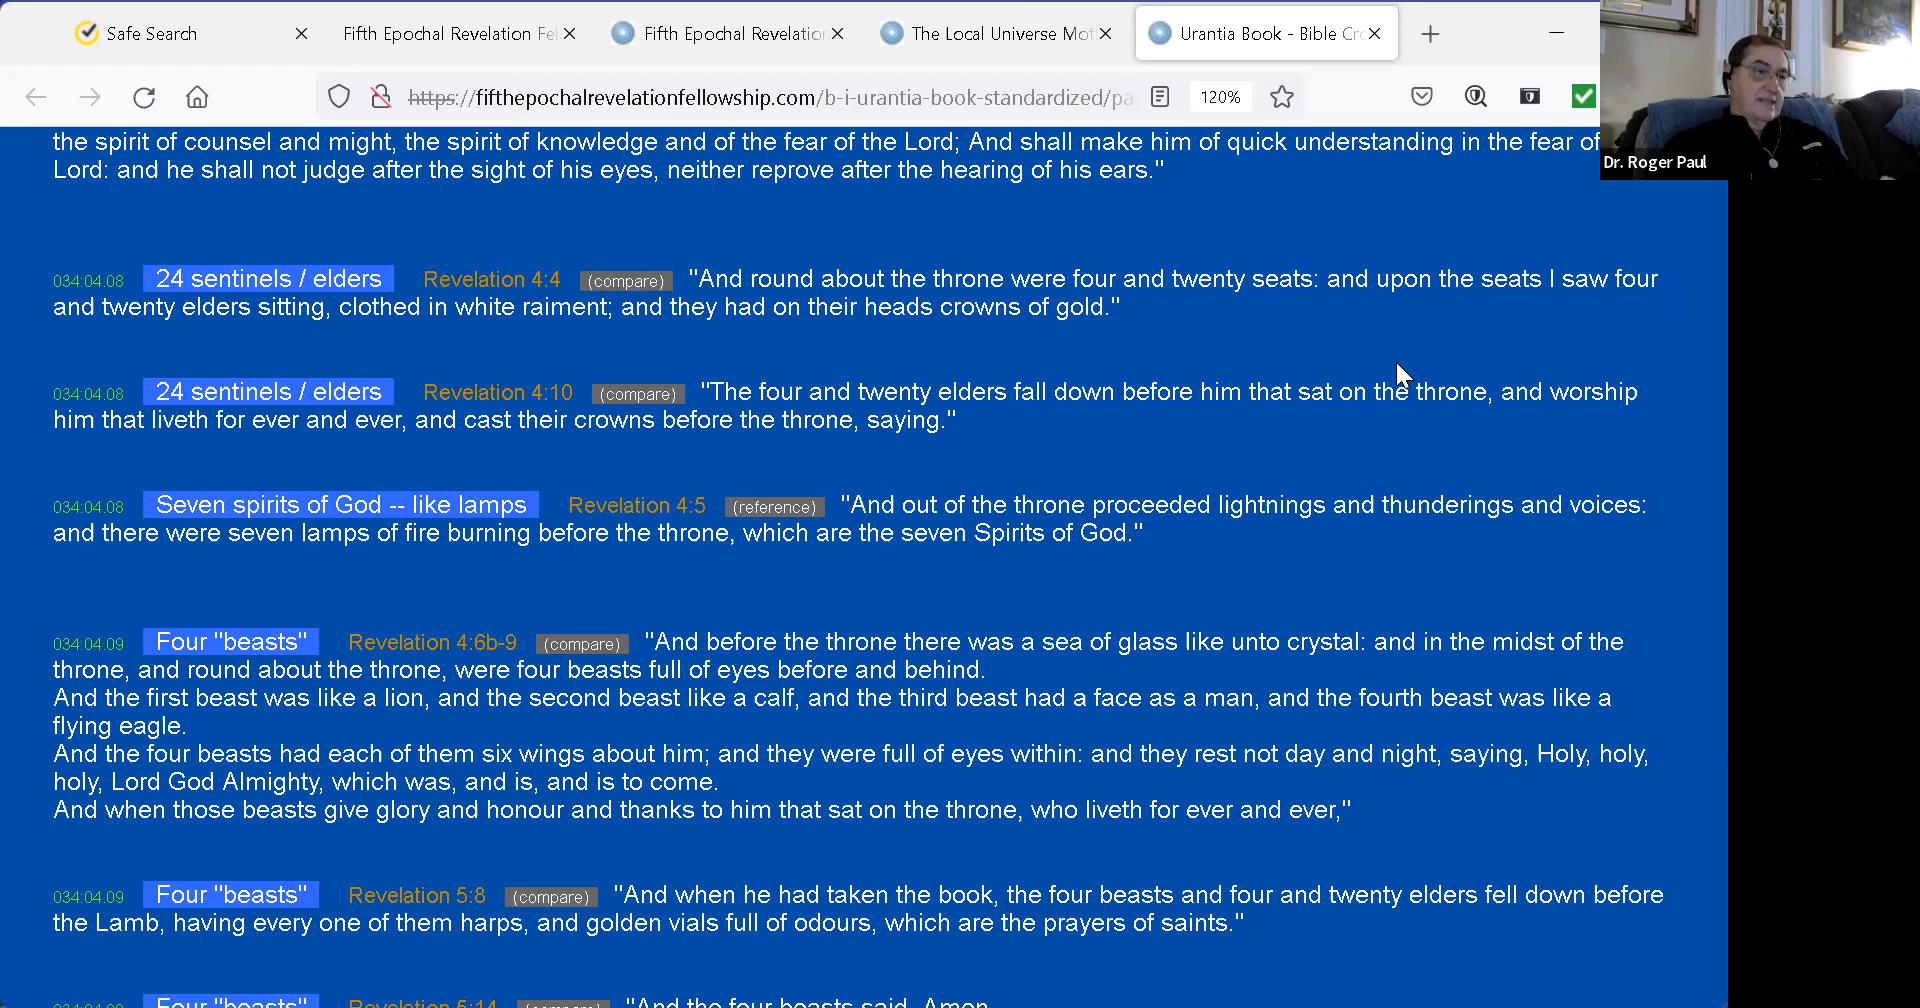 Safe Search
Fifth Epochal Revelation Fel
Fifth Epochal Revelation
The Local Universe Mot
Urantia Book - Bible Cro
https://fifthepochalrevelationfellowship.com/b-i-urantia-book-standardized/pa
120%
Dr. Roger Paul
the spirit of counsel and might, the spirit of knowledge and of the fear of the Lord; And shall make him of quick understanding in the fear of
Lord: and he shall not judge after the sight of his eyes, neither reprove after the hearing of his ears."
034:04.08 24 sentinels / elders Revelation 4:4 (compare) "And round about the throne were four and twenty seats: and upon the seats I saw four
and twenty elders sitting, clothed in white raiment; and they had on their heads crowns of gold."
034:04.08 24 sentinels / elders Revelation 4:10 (compare) "The four and twenty elders fall down before him that sat on the throne, and worship
him that liveth for ever and ever, and cast their crowns before the throne, saying."
034:04.08 Seven spirits of God -- like lamps Revelation 4:5 (reference) "And out of the throne proceeded lightnings and thunderings and voices:
and there were seven lamps of fire burning before the throne, which are the seven Spirits of God."
034:04.09 Four "beasts" Revelation 4:6b-9 (compare) "And before the throne there was a sea of glass like unto crystal: and in the midst of the
throne, and round about the throne, were four beasts full of eyes before and behind.
And the first beast was like a lion, and the second beast like a calf, and the third beast had a face as a man, and the fourth beast was like a
flying eagle.
And the four beasts had each of them six wings about him; and they were full of eyes within: and they rest not day and night, saying, Holy, holy,
holy, Lord God Almighty, which was, and is, and is to come.
And when those beasts give glory and honour and thanks to him that sat on the throne, who liveth for ever and ever,"
034:04.09 Four "beasts" Revelation 5:8 (compare) "And when he had taken the book, the four beasts and four and twenty elders fell down before
the Lamb, having every one of them harps, and golden vials full of odours, which are the prayers of saints."
034:04.09 Four "beasts" Revelation 5:14 (compare) "And the four beasts said, Amen.